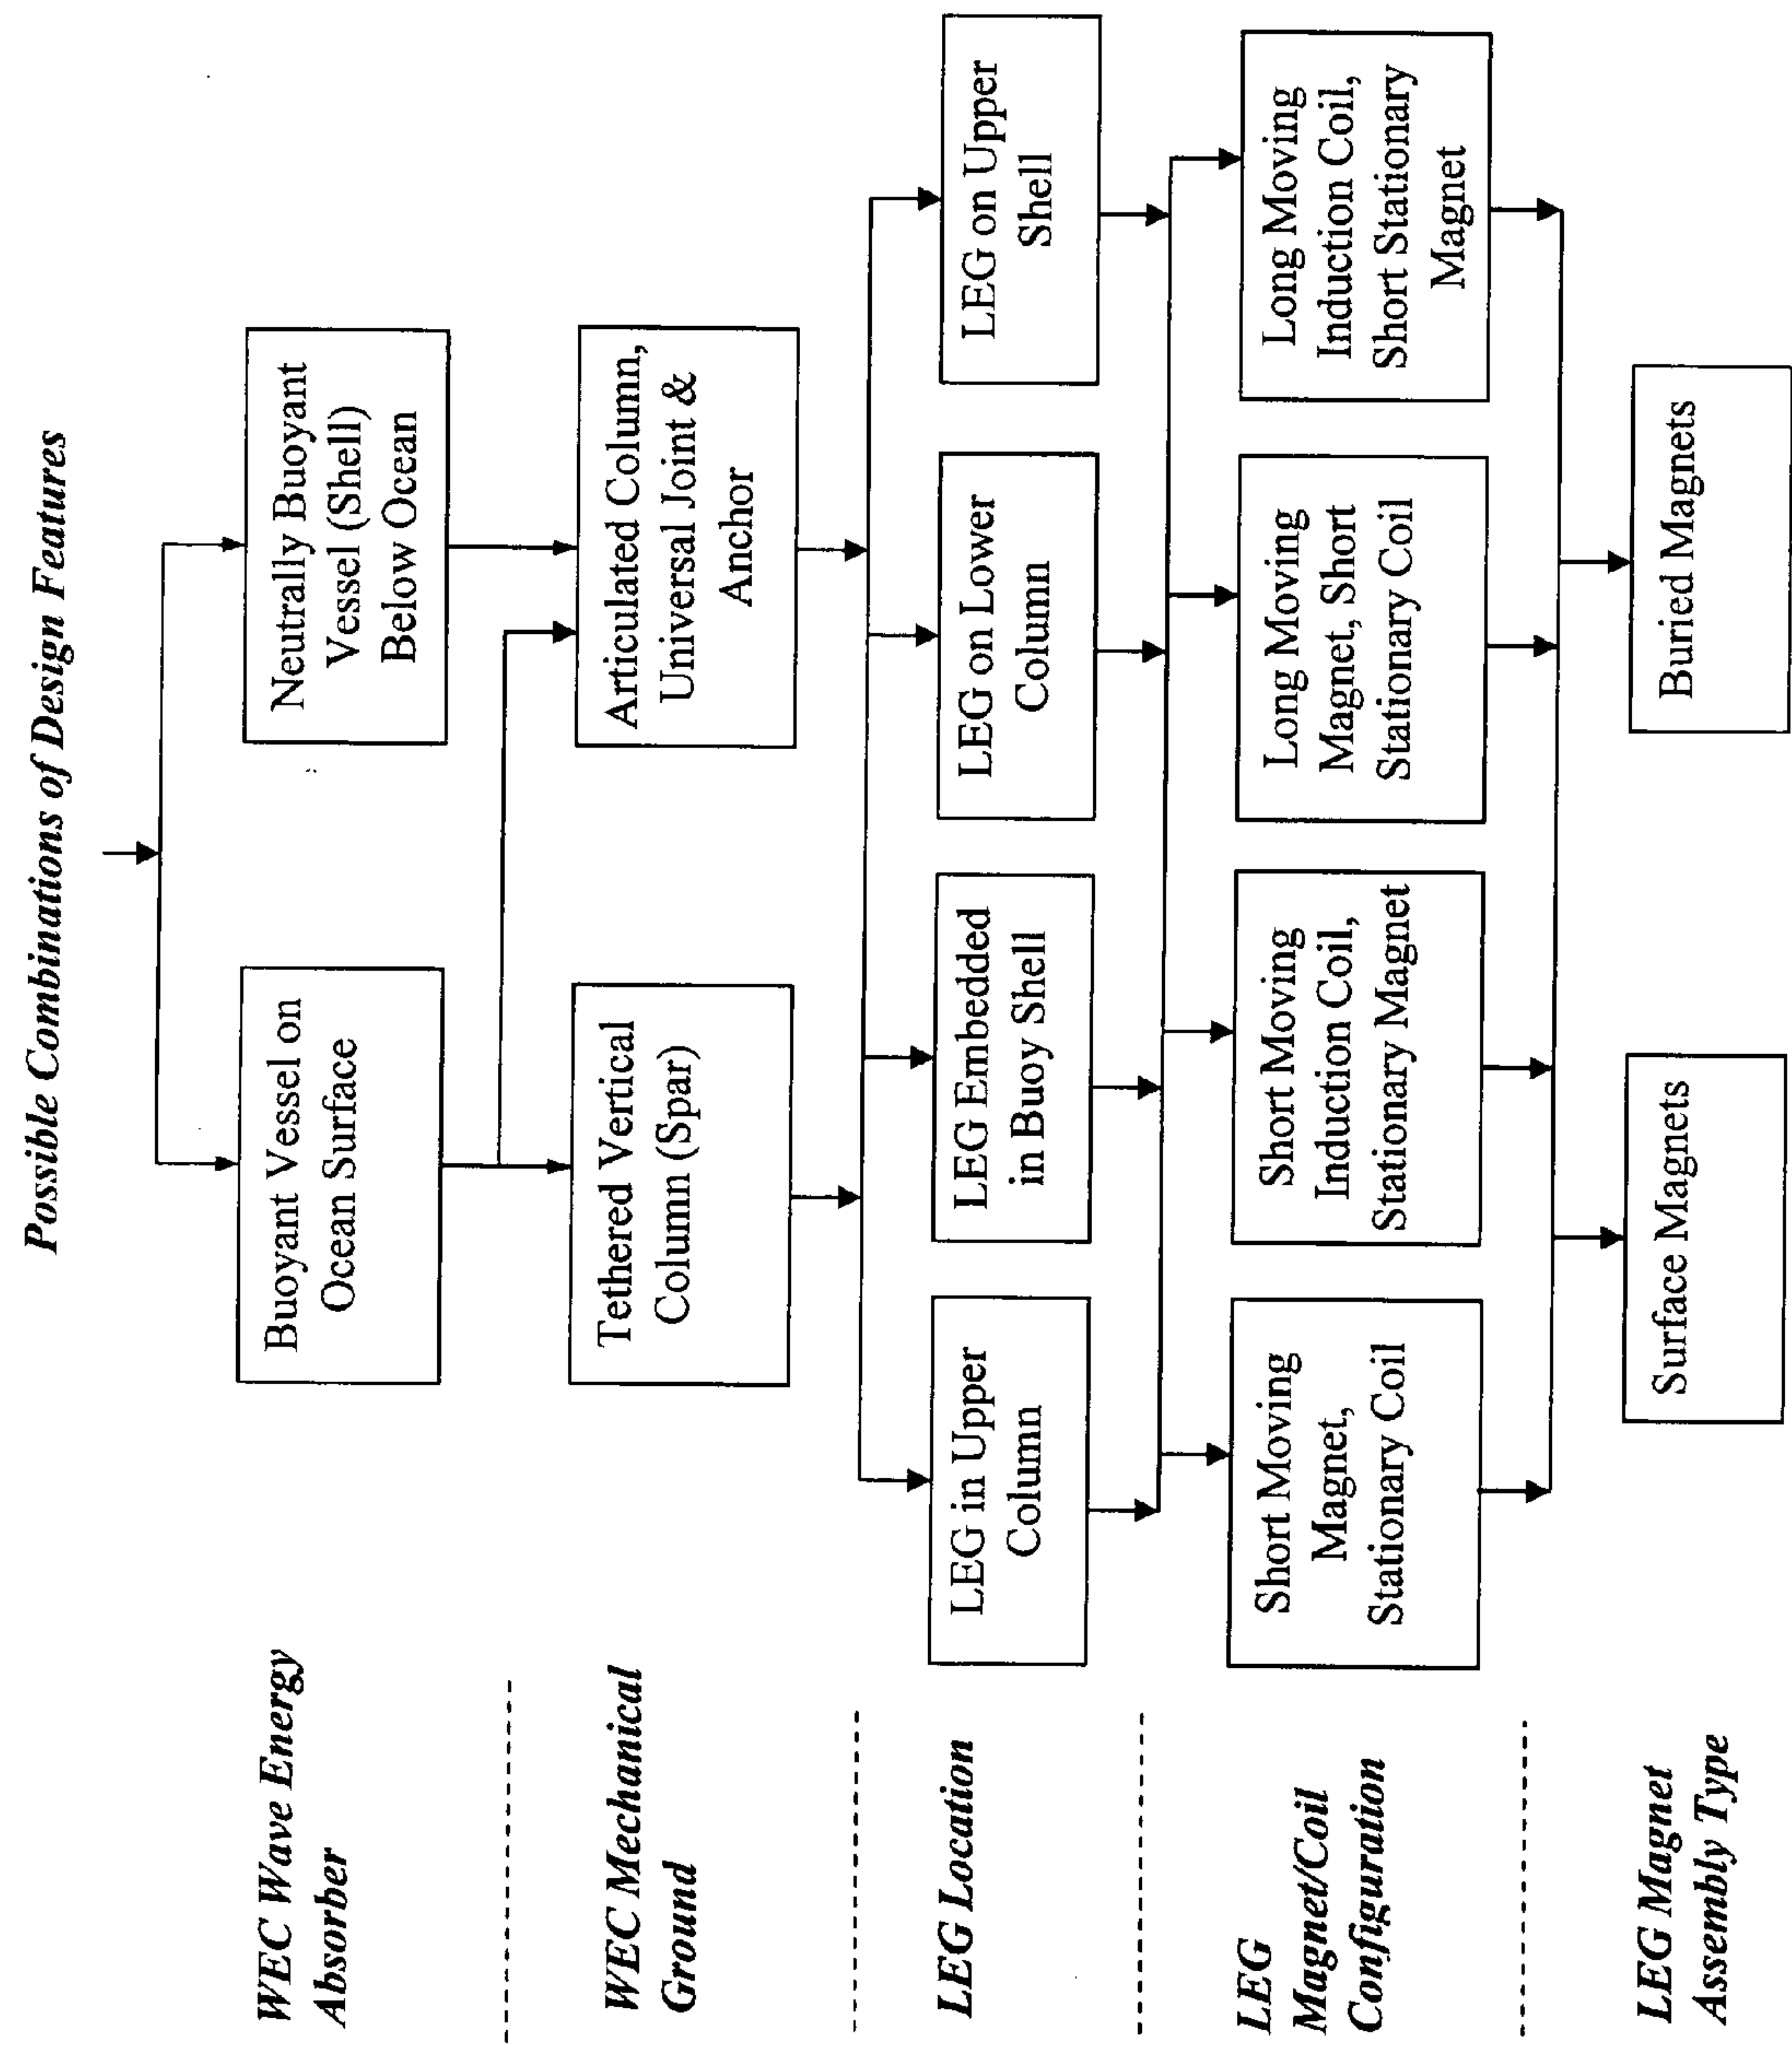 Possible Combinations of Design Features
WEC Wave Energy
Absorber
Buoyant Vessel on
Ocean Surface
Neutrally Buoyant
Vessel (Shell)
Below Ocean
WEC Mechanical
Ground
Tethered Vertical
Column (Spar)
Articulated Column,
Universal Joint &
Anchor
LEG Location
LEG in Upper
Column
LEG Embedded
in Buoy Shell
LEG on Lower
Column
LEG on Upper
Shell
LEG
Magnet/Coil
Configuration
Short Moving
Magnet,
Stationary Coil
Short Moving
Induction Coil,
Stationary Magnet
Long Moving
Magnet, Short
Stationary Coil
Long Moving
Induction Coil,
Short Stationary
Magnet
LEG Magnet
Assembly Type
Surface Magnets
Buried Magnets